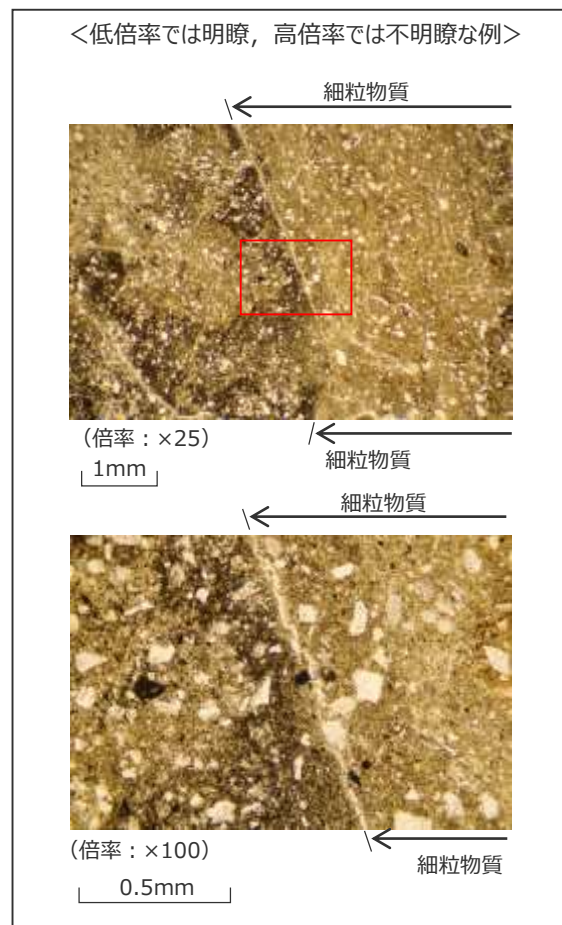 <低倍率では明瞭，高倍率では不明瞭な例>
細粒物質
(倍率：×25)
1mm
細粒物質
細粒物質
(倍率：×100)
細粒物質
0.5mm